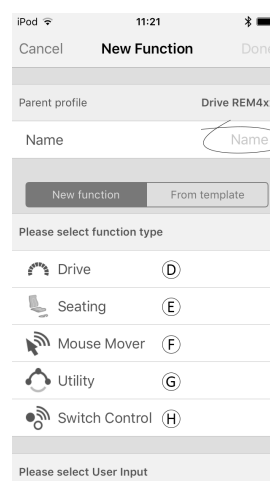 iPod 11:21
Cancel New Function Done
Parent profile Drive REM4x
Name Name
New function From template
Please select function type
Drive D
Seating E
Mouse Mover F
Utility G
Switch Control H
Please select User Input